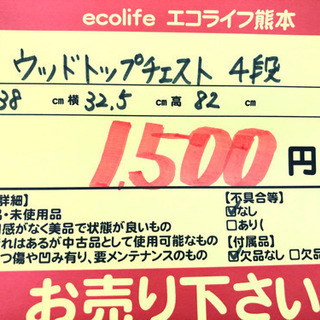 ecolife エコライフ熊本
ウッドトップチェスト 4段
38 cm 横 32.5 cm 高 82 cm
1,500 円
詳細】 【不具合等】
品・未使用品 ☑なし
用感がなく美品で状態が良いもの □あり(
れはあるが中古品として使用可能なもの 【付属品】
つ傷や凹み有り、要メンテナンスのもの ☑欠品なし □欠品
お売り下さい